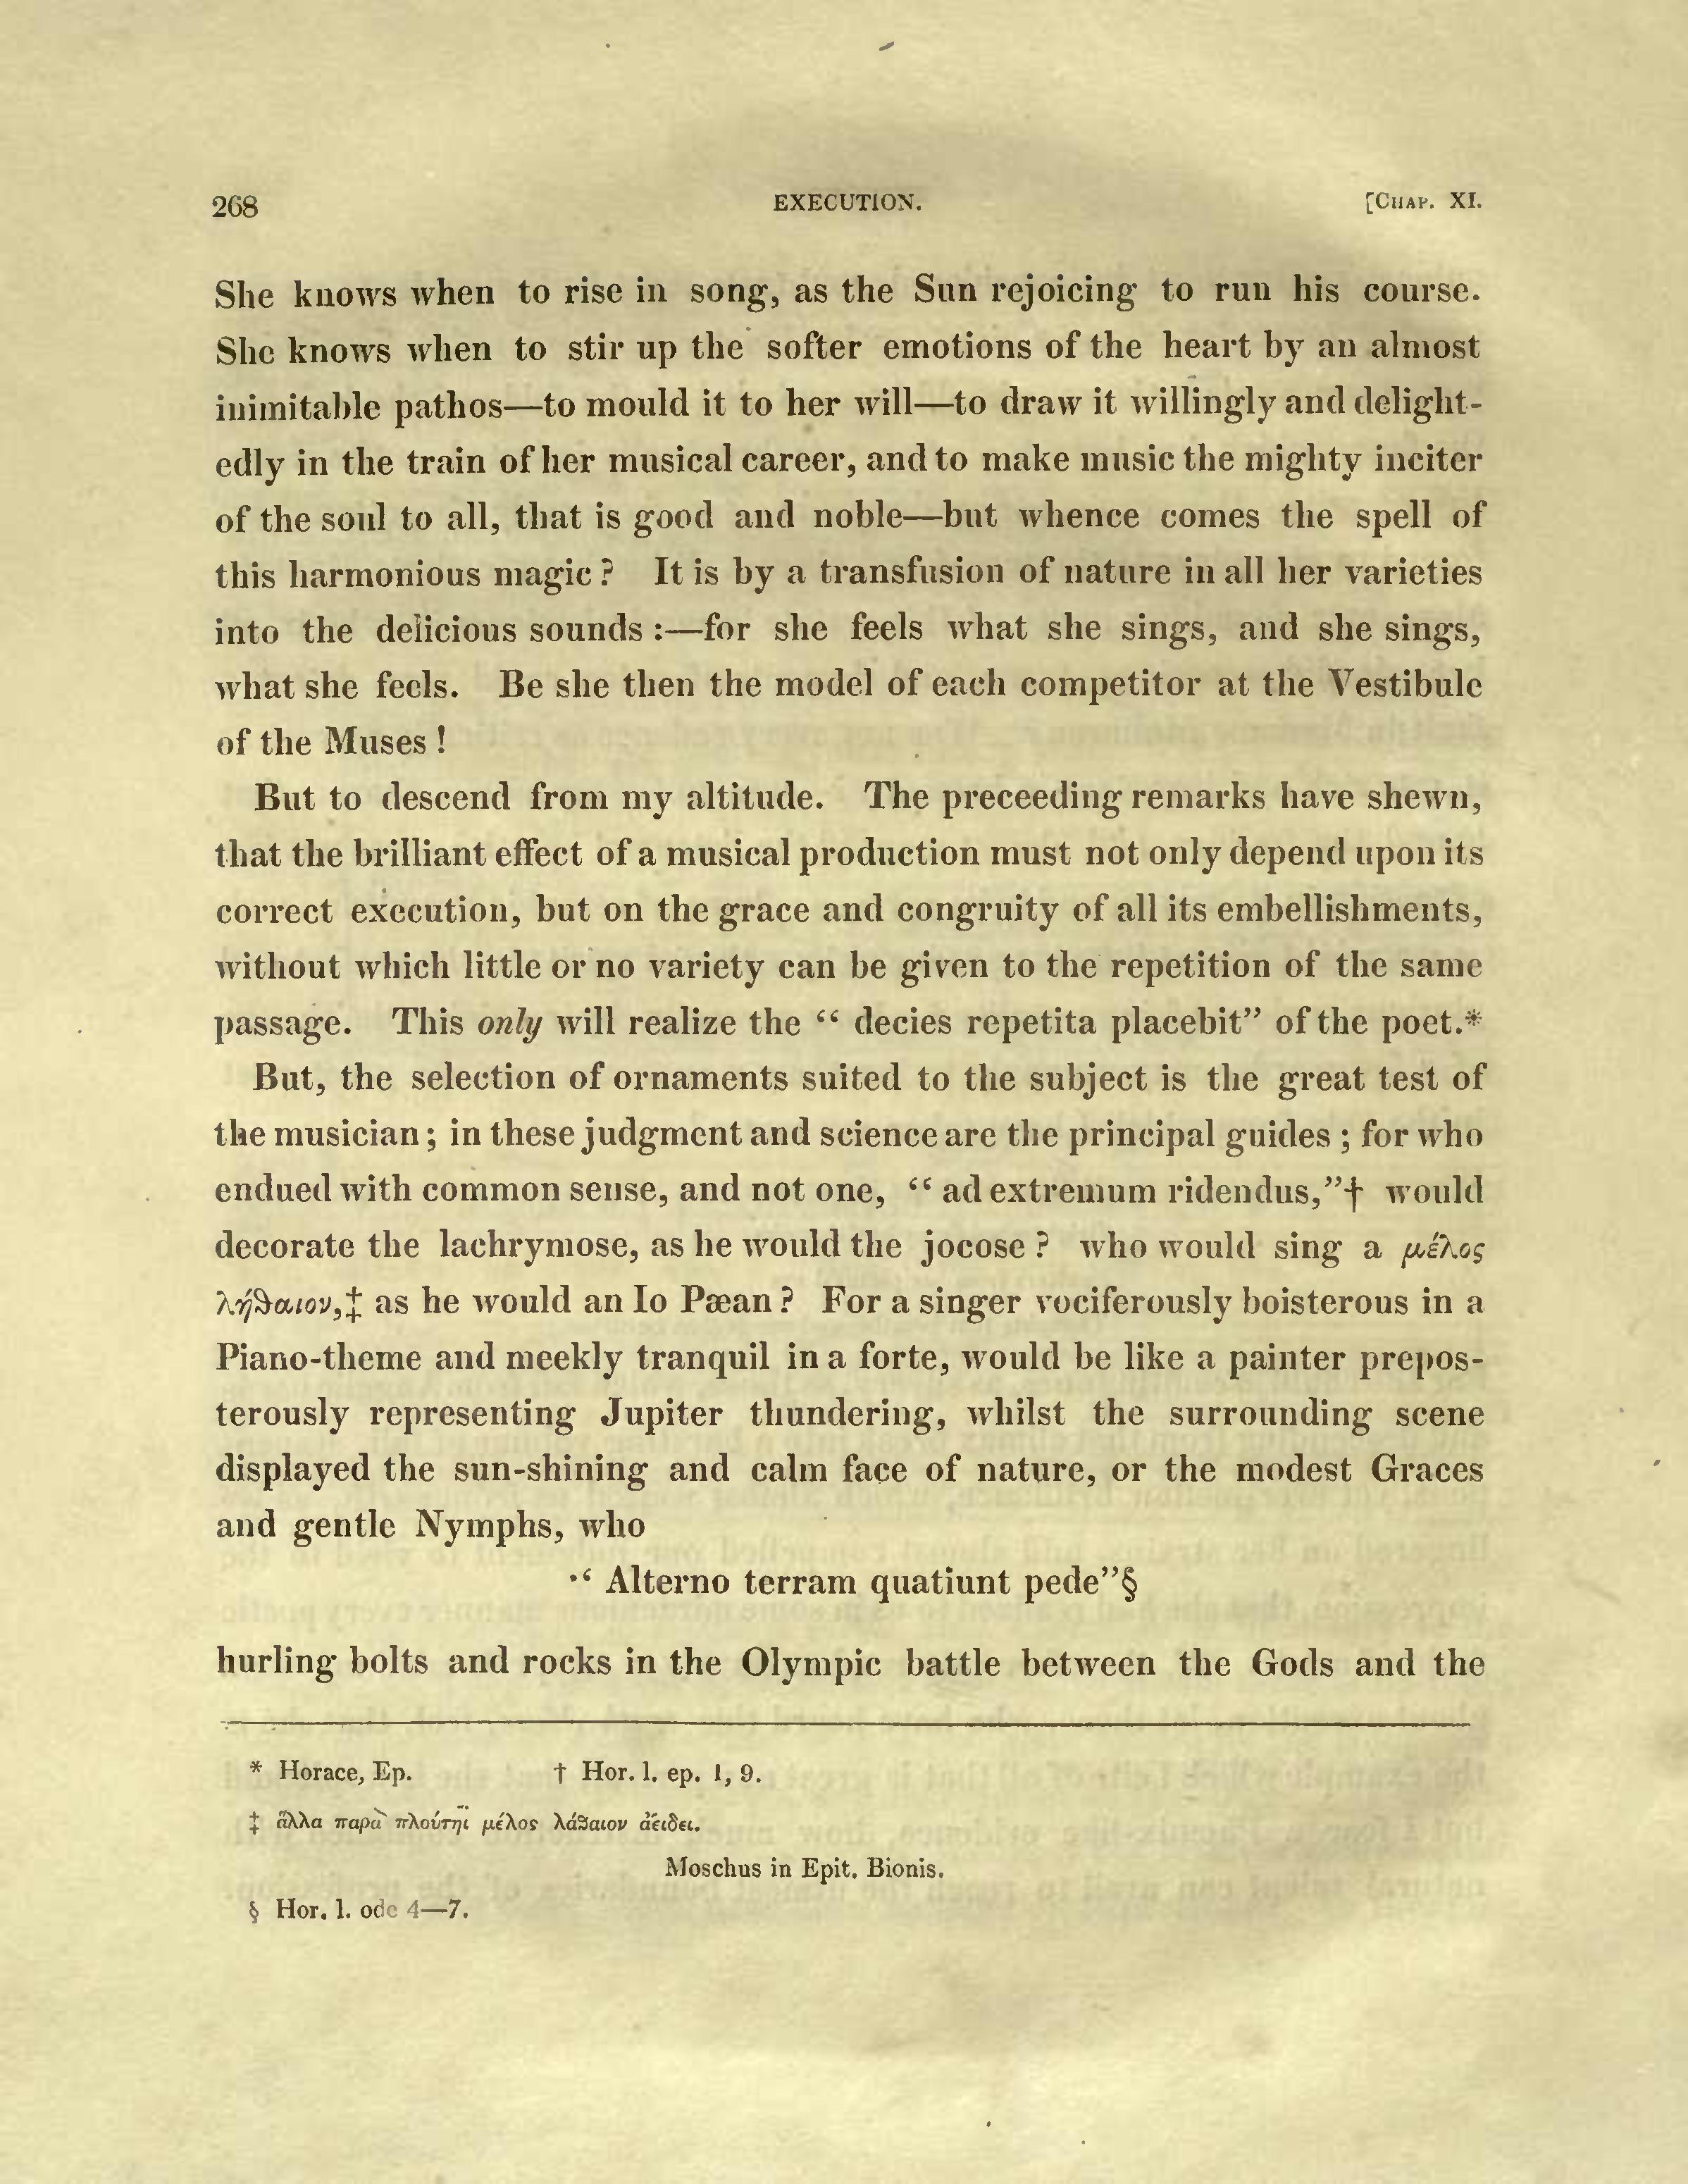 268 EXECUTION. [CHAP. XI.
She knows when to rise in song, as the Sun rejoicing to run his course.
She knows when to stir up the softer emotions of the heart by an almost
inimitable pathos—to mould it to her will—to draw it willingly and delight-
edly in the train of her musical career, and to make music the mighty inciter
of the soul to all, that is good and noble—but whence comes the spell of
this harmonious magic ? It is by a transfusion of nature in all her varieties
into the delicious sounds :—for she feels what she sings, and she sings,
what she feels. Be she then the model of each competitor at the Vestibule
of the Muses !
But to descend from my altitude. The preceeding remarks have shewn,
that the brilliant effect of a musical production must not only depend upon its
correct execution, but on the grace and congruity of all its embellishments,
without which little or no variety can be given to the repetition of the same
passage. This only will realize the “ decies repetita placebit” of the poet.*
But, the selection of ornaments suited to the subject is the great test of
the musician ; in these judgment and science are the principal guides ; for who
endued with common sense, and not one, “ ad extremum ridendus,”† would
decorate the lachrymose, as he would the jocose ? who would sing a μέλος
λήϑαιον,‡ as he would an Io Pæan ? For a singer vociferously boisterous in a
Piano-theme and meekly tranquil in a forte, would be like a painter prepos-
terously representing Jupiter thundering, whilst the surrounding scene
displayed the sun-shining and calm face of nature, or the modest Graces
and gentle Nymphs, who
“ Alterno terram quatiunt pede”§
hurling bolts and rocks in the Olympic battle between the Gods and the
* Horace, Ep. † Hor. 1. ep. 1, 9.
‡ ἄλλα παρὰ πλούτηϊ μέλος λάϑαιον ἀείδει.
Moschus in Epit. Bionis.
§ Hor. 1. ode 4—7.